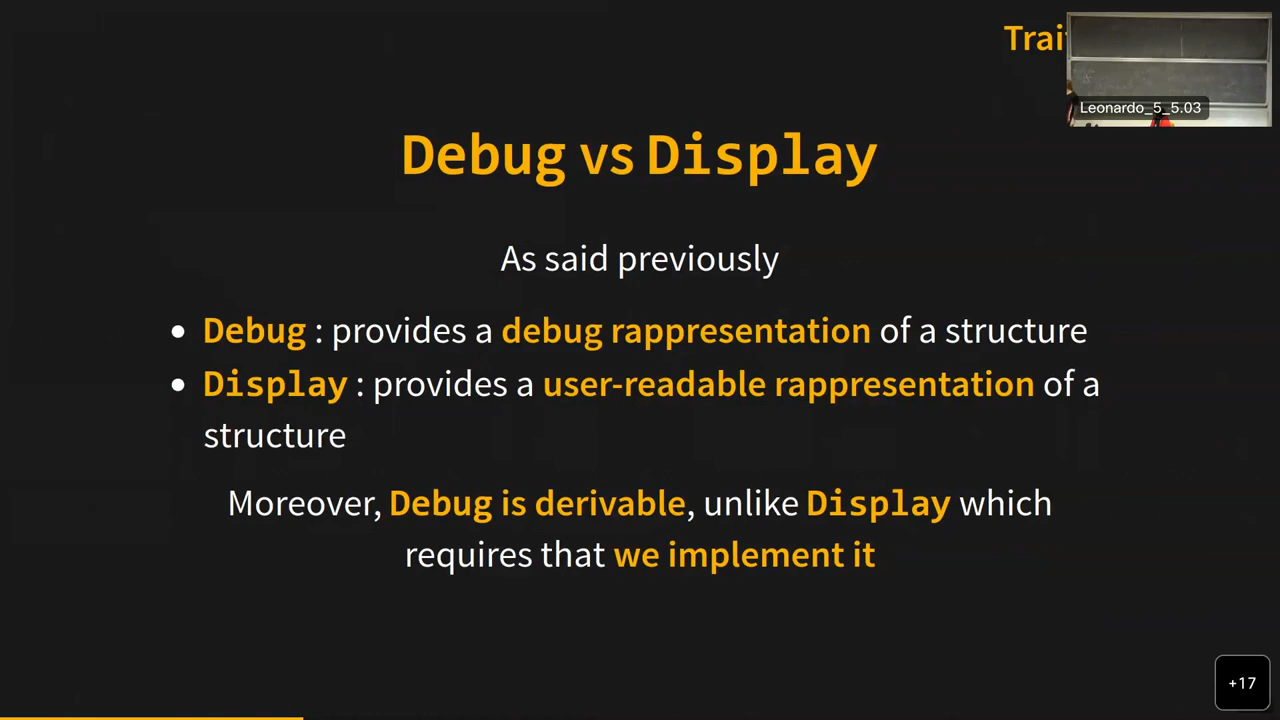 Trai
Leonardo_5_5.03
Debug vs Display
As said previously
• Debug : provides a debug rappresentation of a structure
• Display : provides a user-readable rappresentation of a
structure
Moreover, Debug is derivable, unlike Display which
requires that we implement it
+17